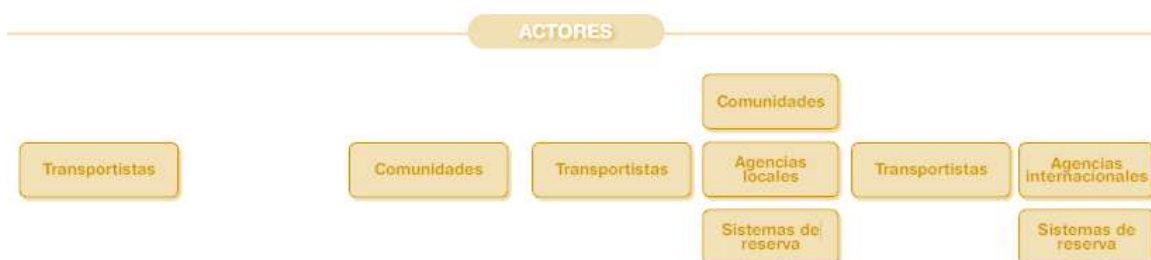 ACTORES
Comunidades
Transportistas
Comunidades
Transportistas
Agencias
locales
Transportistas
Agencias
internacionales
Sistemas de
reserva
Sistemas de
reserva